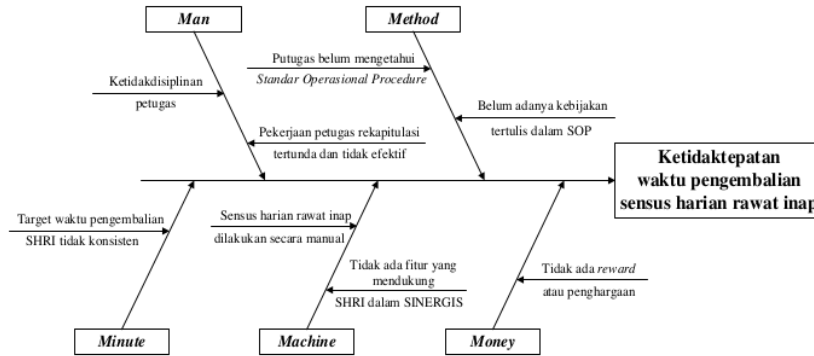 Man
Method
Putugas belum mengetahui
Standar Operasional Procedure
Ketidakdisiplinan
petugas
Belum adanya kebijakan
tertulis dalam SOP
Pekerjaan petugas rekapitulasi
tertunda dan tidak efektif
Ketidaktepatan
waktu pengembalian
sensus harian rawat inap
Target waktu pengembalian
SHRI tidak konsisten
Sensus harian rawat inap
dilakukan secara manual
Tidak ada fitur yang
mendukung
SHRI dalam SINERGIS
Tidak ada reward
atau penghargaan
Minute
Machine
Money